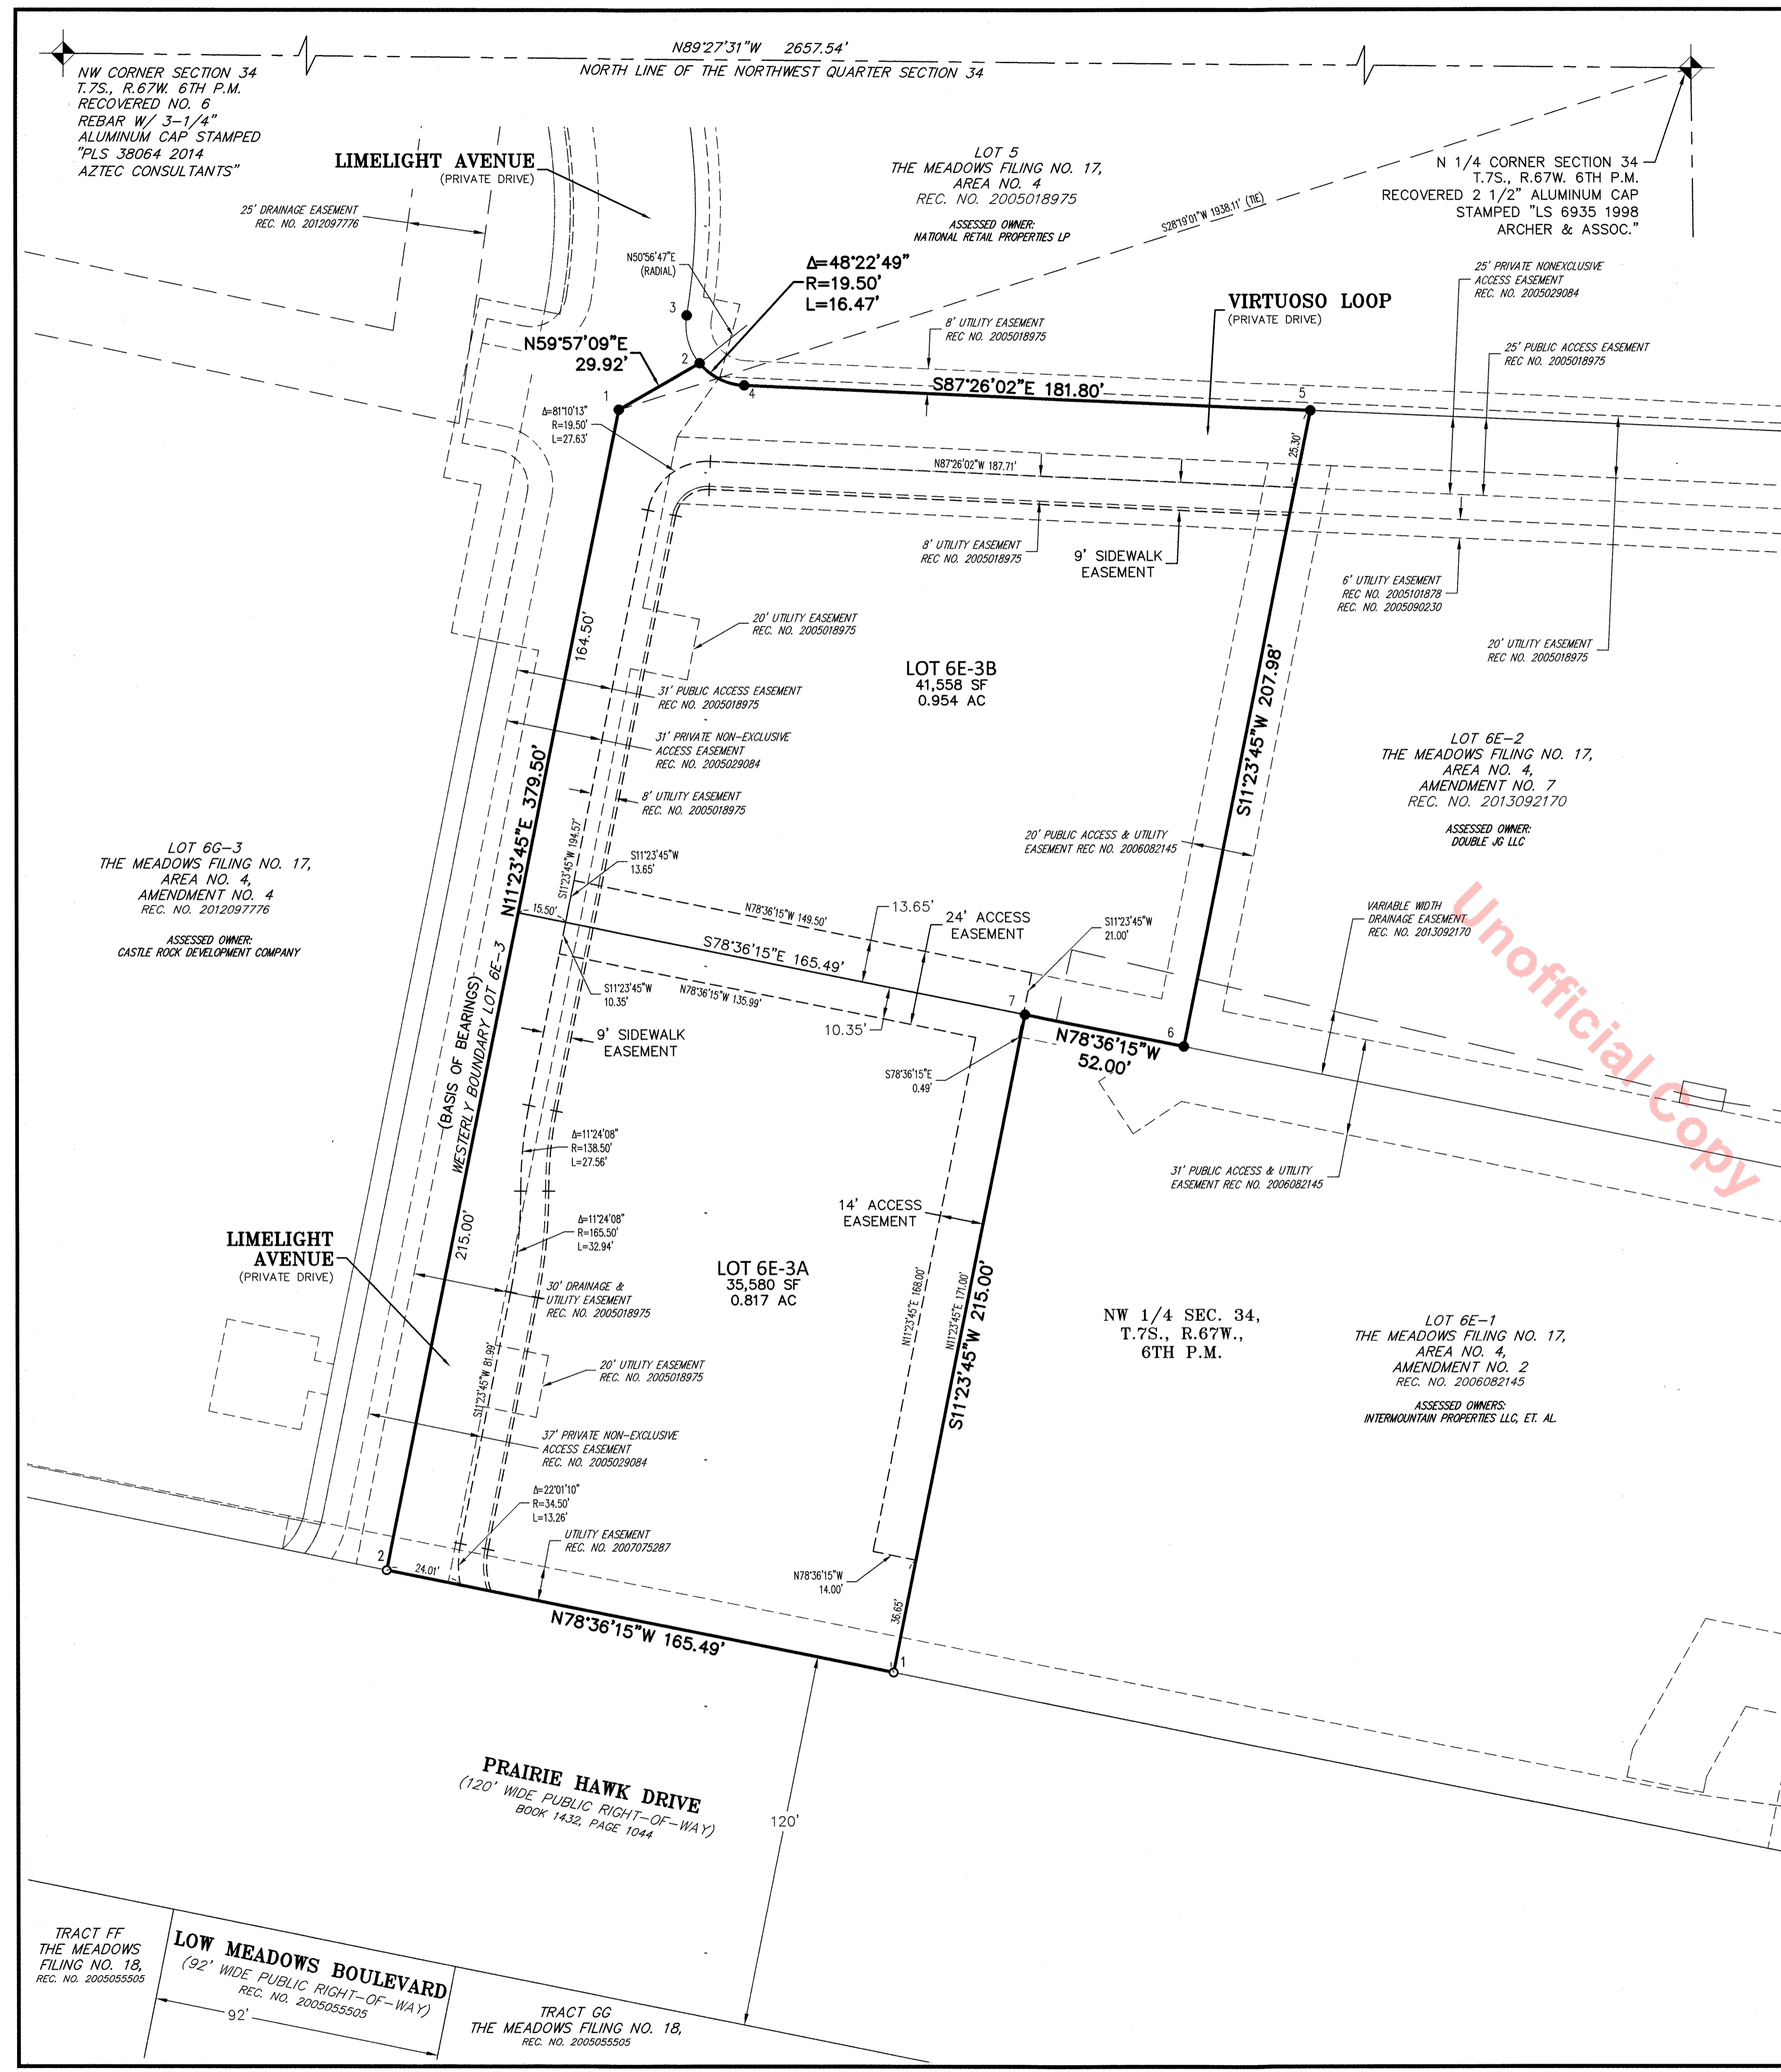 N89°27'31"W 2657.54'
NORTH LINE OF THE NORTHWEST QUARTER SECTION 34
NW CORNER SECTION 34
T.7S., R.67W. 6TH P.M.
RECOVERED NO. 6
REBAR W/ 3-1/4"
ALUMINUM CAP STAMPED
"PLS 38064 2014
AZTEC CONSULTANTS"
LIMELIGHT AVENUE
(PRIVATE DRIVE)
25' DRAINAGE EASEMENT
REC. NO. 2012097776
LOT 5
THE MEADOWS FILING NO. 17,
AREA NO. 4
REC. NO. 2005018975
ASSESSED OWNER:
NATIONAL RETAIL PROPERTIES LP
N 1/4 CORNER SECTION 34
T.7S., R.67W. 6TH P.M.
RECOVERED 2 1/2" ALUMINUM CAP
STAMPED "LS 6935 1998
ARCHER & ASSOC."
S28°19'01"W 1938.11' (TIE)
N50°56'47"E
(RADIAL)
Δ=48°22'49"
R=19.50'
L=16.47'
25' PRIVATE NONEXCLUSIVE
ACCESS EASEMENT
REC. NO. 2005029084
VIRTUOSO LOOP
(PRIVATE DRIVE)
3
8' UTILITY EASEMENT
REC NO. 2005018975
25' PUBLIC ACCESS EASEMENT
REC NO. 2005018975
N59°57'09"E
29.92'
2
1
4
S87°26'02"E 181.80'
5
Δ=81°10'13"
R=19.50'
L=27.63'
25.30'
N87°26'02"W 187.71'
8' UTILITY EASEMENT
REC NO. 2005018975
9' SIDEWALK
EASEMENT
6' UTILITY EASEMENT
REC NO. 2005101878
REC. NO. 2005090230
20' UTILITY EASEMENT
REC. NO. 2005018975
20' UTILITY EASEMENT
REC NO. 2005018975
164.50'
LOT 6E-3B
41,558 SF
0.954 AC
31' PUBLIC ACCESS EASEMENT
REC NO. 2005018975
31' PRIVATE NON-EXCLUSIVE
ACCESS EASEMENT
REC. NO. 2005029084
S11°23'45"W 207.98'
LOT 6E-2
THE MEADOWS FILING NO. 17,
AREA NO. 4,
AMENDMENT NO. 7
REC. NO. 2013092170
ASSESSED OWNER:
DOUBLE JG LLC
N11°23'45"E 379.50'
8' UTILITY EASEMENT
REC. NO. 2005018975
20' PUBLIC ACCESS & UTILITY
EASEMENT REC NO. 2006082145
LOT 6G-3
THE MEADOWS FILING NO. 17,
AREA NO. 4,
AMENDMENT NO. 4
REC. NO. 2012097776
ASSESSED OWNER:
CASTLE ROCK DEVELOPMENT COMPANY
S11°23'45"W 194.57'
S11°23'45"W
13.65'
15.50'
N78°36'15"W 149.50'
13.65'
24' ACCESS
EASEMENT
S11°23'45"W
21.00'
VARIABLE WIDTH
DRAINAGE EASEMENT
REC. NO. 2013092170
Unofficial Copy
S78°36'15"E 165.49'
S11°23'45"W
10.35'
N78°36'15"W 135.99'
10.35'
7
6
N78°36'15"W
52.00'
(BASIS OF BEARINGS)
WESTERLY BOUNDARY LOT 6E-3
9' SIDEWALK
EASEMENT
S78°36'15"E
0.49'
Δ=11°24'08"
R=138.50'
L=27.56'
31' PUBLIC ACCESS & UTILITY
EASEMENT REC NO. 2006082145
14' ACCESS
EASEMENT
215.00'
Δ=11°24'08"
R=165.50'
L=32.94'
LIMELIGHT
AVENUE
(PRIVATE DRIVE)
LOT 6E-3A
35,580 SF
0.817 AC
30' DRAINAGE &
UTILITY EASEMENT
REC. NO. 2005018975
N11°23'45"E 168.00'
N11°23'45"E 171.00'
S11°23'45"W 215.00'
NW 1/4 SEC. 34,
T.7S., R.67W.,
6TH P.M.
LOT 6E-1
THE MEADOWS FILING NO. 17,
AREA NO. 4,
AMENDMENT NO. 2
REC. NO. 2006082145
ASSESSED OWNERS:
INTERMOUNTAIN PROPERTIES LLC, ET. AL.
S11°23'45"W 81.99'
20' UTILITY EASEMENT
REC. NO. 2005018975
37' PRIVATE NON-EXCLUSIVE
ACCESS EASEMENT
REC. NO. 2005029084
Δ=22°01'10"
R=34.50'
L=13.26'
UTILITY EASEMENT
REC. NO. 2007075287
2
24.01'
N78°36'15"W
14.00'
36.65'
N78°36'15"W 165.49'
1
PRAIRIE HAWK DRIVE
(120' WIDE PUBLIC RIGHT-OF-WAY)
BOOK 1432, PAGE 1044
120'
TRACT FF
THE MEADOWS
FILING NO. 18,
REC. NO. 2005055505
LOW MEADOWS BOULEVARD
(92' WIDE PUBLIC RIGHT-OF-WAY)
REC. NO. 2005055505
92'
TRACT GG
THE MEADOWS FILING NO. 18,
REC. NO. 2005055505